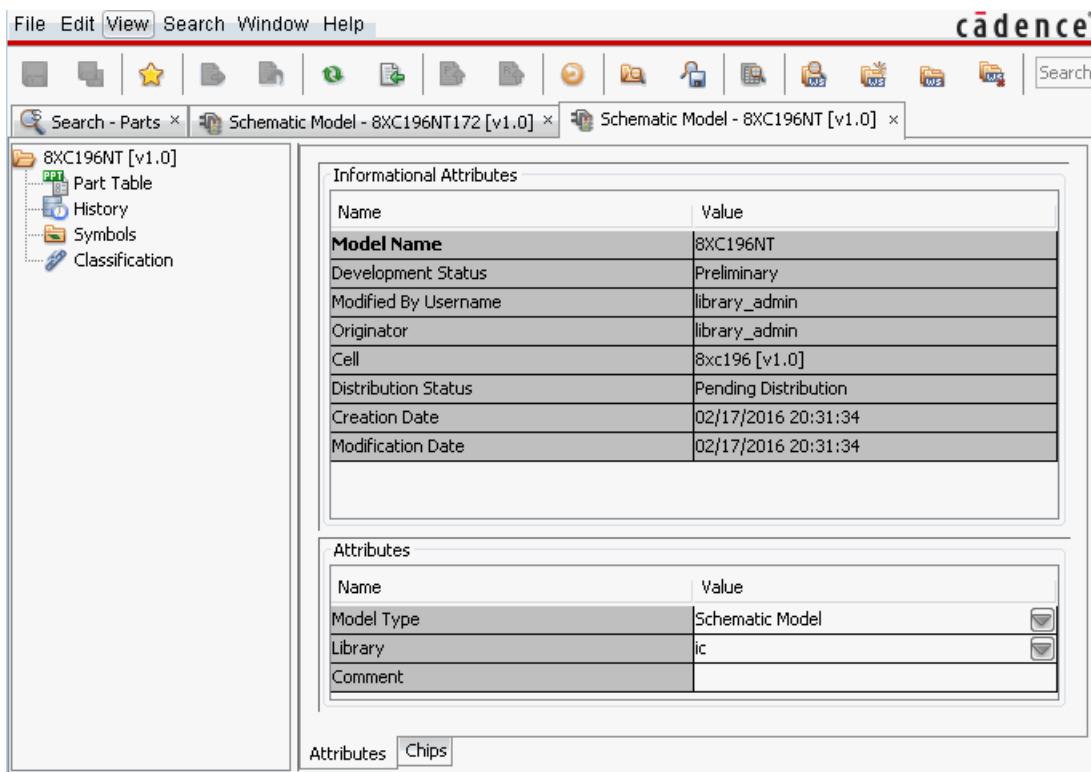 File Edit View Search Window Help
cādence
Search
Search - Parts × Schematic Model - 8XC196NT172 [v1.0] × Schematic Model - 8XC196NT [v1.0] ×
8XC196NT [v1.0]
Part Table
History
Symbols
Classification
Informational Attributes
Name Value
Model Name 8XC196NT
Development Status Preliminary
Modified By Username library_admin
Originator library_admin
Cell 8xc196 [v1.0]
Distribution Status Pending Distribution
Creation Date 02/17/2016 20:31:34
Modification Date 02/17/2016 20:31:34
Attributes
Name Value
Model Type Schematic Model
Library ic
Comment
Attributes Chips